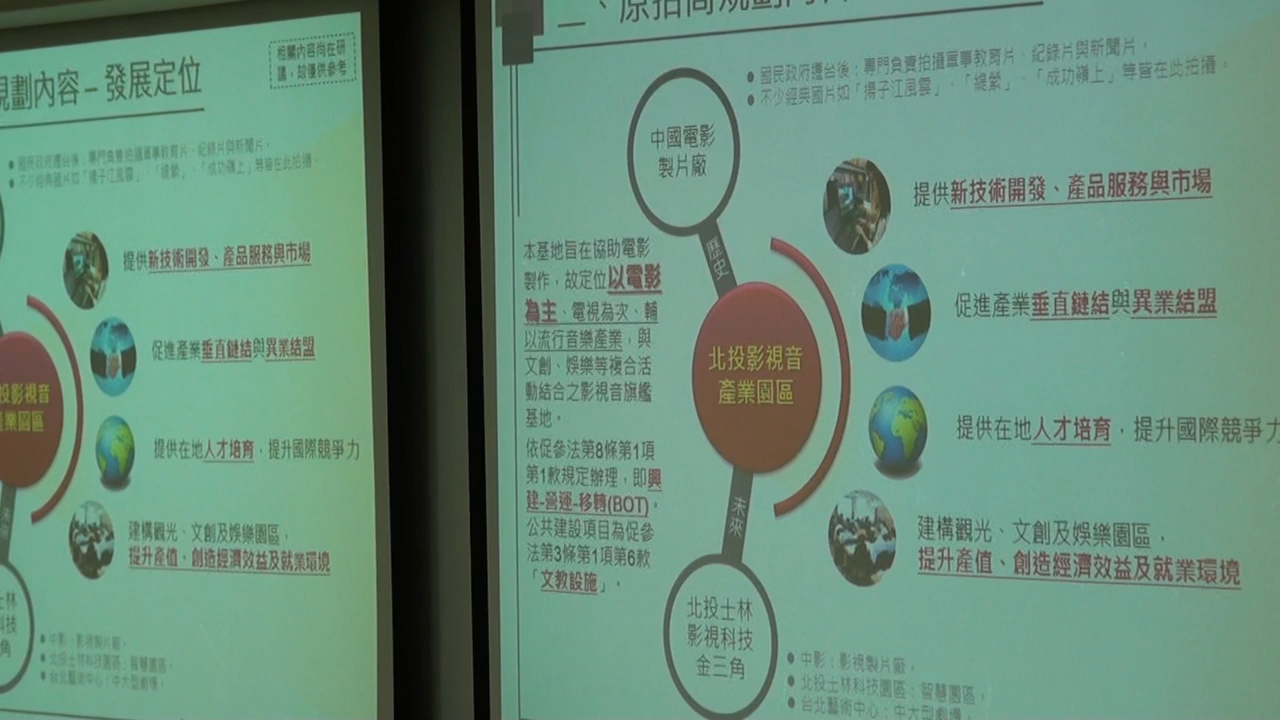 規劃內容－發展定位
相關內容尚在研
議，故僅供參考
國民政府遷台後：專門負責拍攝軍事教育片、紀錄片與新聞片。
不少經典國片如「揚子江風雲」、「緹縈」、「成功嶺上」等皆在此拍攝。
提供新技術開發、產品服務與市場
促進產業垂直鏈結與異業結盟
投影視音
業園區
提供在地人才培育，提升國際競爭力
未來
建構觀光、文創及娛樂園區，
提升產值、創造經濟效益及就業環境
士林
科技
角
中影：影視製片廠。
北投士林科技園區：智慧園區。
台北藝術中心：中大型劇場。
二、原招商規劃內
國民政府遷台後：專門負責拍攝軍事教育片、紀錄片與新聞片。
不少經典國片如「揚子江風雲」、「緹縈」、「成功嶺上」等皆在此拍攝。
中國電影
製片廠
歷史
提供新技術開發、產品服務與市場
本基地旨在協助電影
製作，故定位以電影
為主、電視為次、輔
以流行音樂產業，與
文創、娛樂等複合活
動結合之影視音旗艦
基地。
依促參法第8條第1項
第1款規定辦理，即興
建-營運-移轉(BOT)。
公共建設項目為促參
法第3條第1項第6款
「文教設施」。
促進產業垂直鏈結與異業結盟
北投影視音
產業園區
提供在地人才培育，提升國際競爭力
未來
建構觀光、文創及娛樂園區，
提升產值、創造經濟效益及就業環境
北投士林
影視科技
金三角
中影：影視製片廠。
北投士林科技園區：智慧園區。
台北藝術中心：中大型劇場。